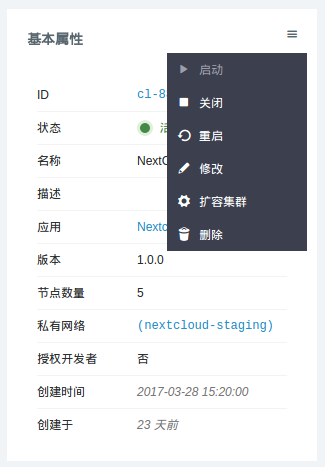 基本属性
启动
关闭
重启
修改
扩容集群
删除
ID cl-8
状态
名称
描述
应用
版本 1.0.0
节点数量 5
私有网络 (nextcloud-staging)
授权开发者 否
创建时间 2017-03-28 15:20:00
创建于 23 天前